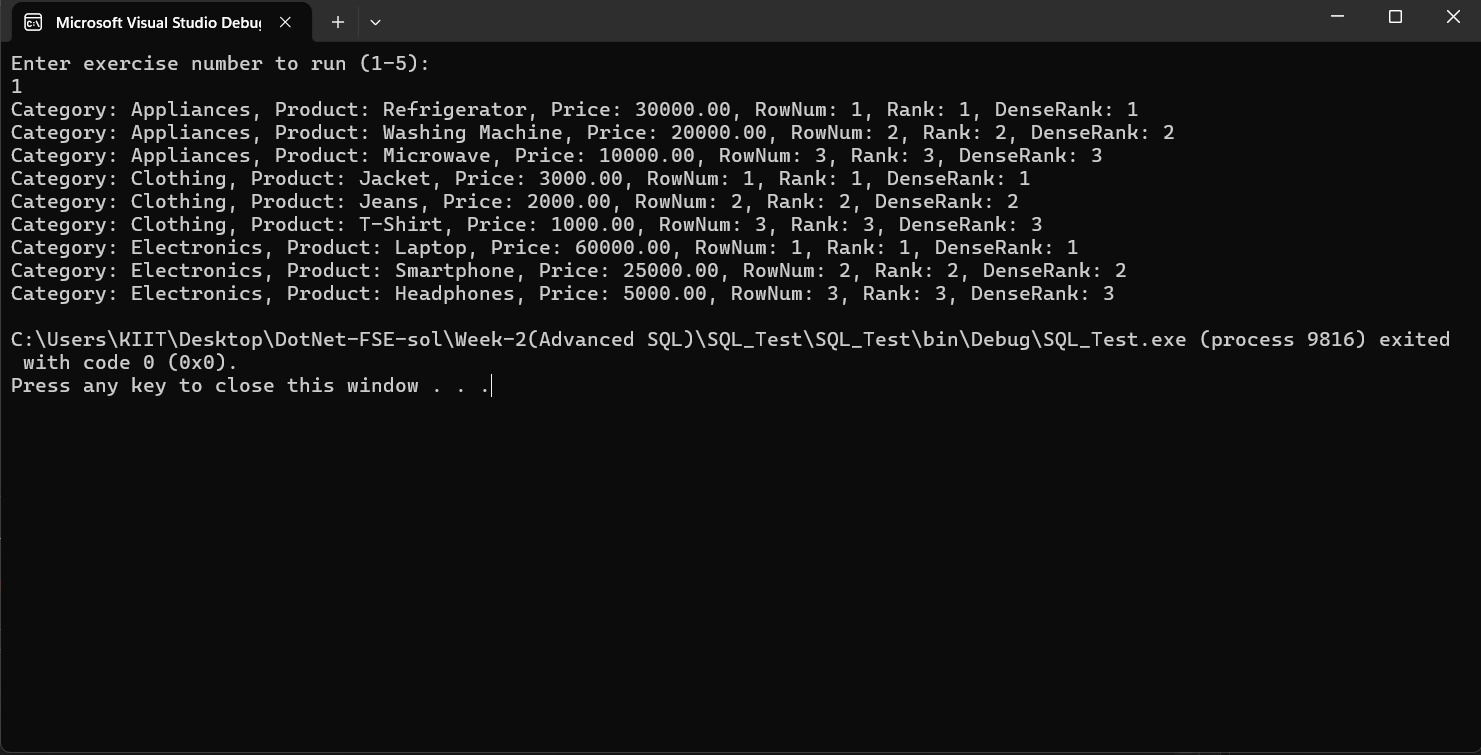 Microsoft Visual Studio Debu
Enter exercise number to run (1-5):
1
Category: Appliances, Product: Refrigerator, Price: 30000.00, RowNum: 1, Rank: 1, DenseRank: 1
Category: Appliances, Product: Washing Machine, Price: 20000.00, RowNum: 2, Rank: 2, DenseRank: 2
Category: Appliances, Product: Microwave, Price: 10000.00, RowNum: 3, Rank: 3, DenseRank: 3
Category: Clothing, Product: Jacket, Price: 3000.00, RowNum: 1, Rank: 1, DenseRank: 1
Category: Clothing, Product: Jeans, Price: 2000.00, RowNum: 2, Rank: 2, DenseRank: 2
Category: Clothing, Product: T-Shirt, Price: 1000.00, RowNum: 3, Rank: 3, DenseRank: 3
Category: Electronics, Product: Laptop, Price: 60000.00, RowNum: 1, Rank: 1, DenseRank: 1
Category: Electronics, Product: Smartphone, Price: 25000.00, RowNum: 2, Rank: 2, DenseRank: 2
Category: Electronics, Product: Headphones, Price: 5000.00, RowNum: 3, Rank: 3, DenseRank: 3
C:\Users\KIIT\Desktop\DotNet-FSE-sol\Week-2(Advanced SQL)\SQL_Test\SQL_Test\bin\Debug\SQL_Test.exe (process 9816) exited
with code 0 (0x0).
Press any key to close this window . . .